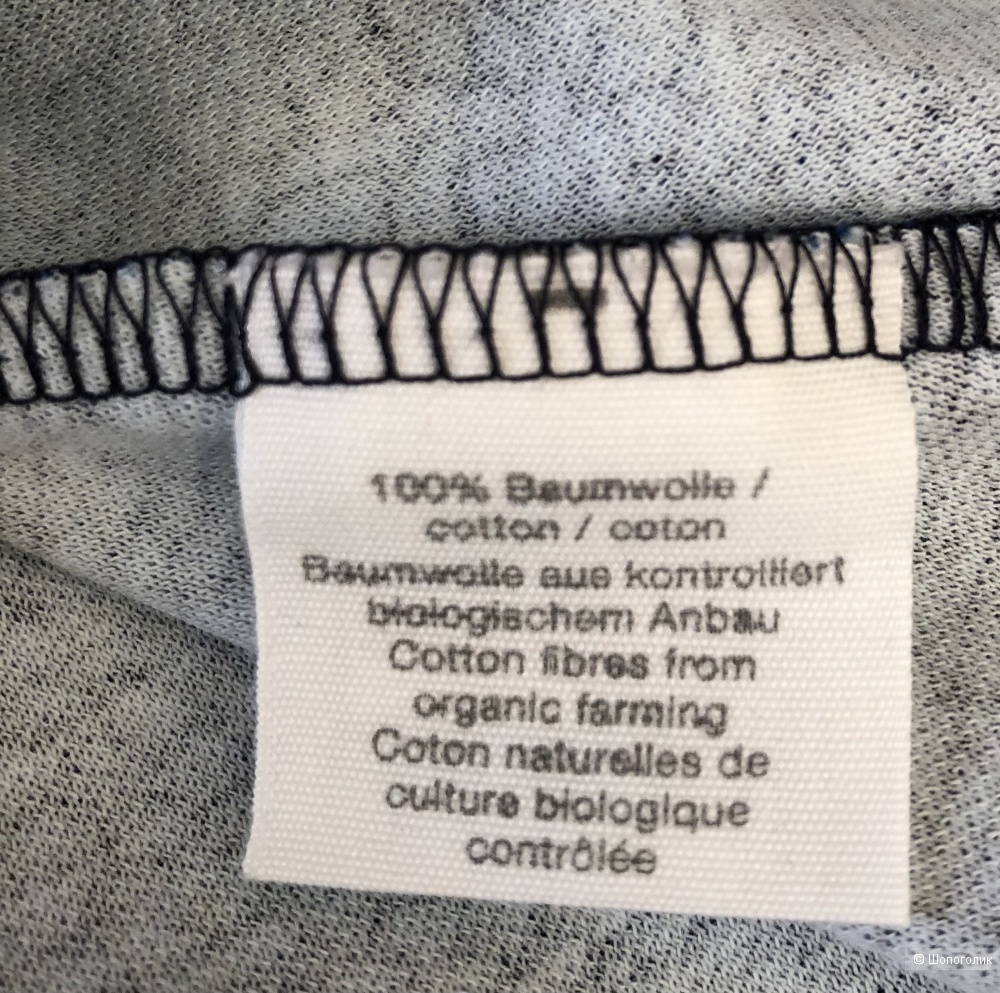 100% Baumwolle /
cotton / coton
Baumwolle aus kontrolliert
biologischem Anbau
Cotton fibres from
organic farming
Coton naturelles de
culture biologique
contrôlée
© Шопоголик